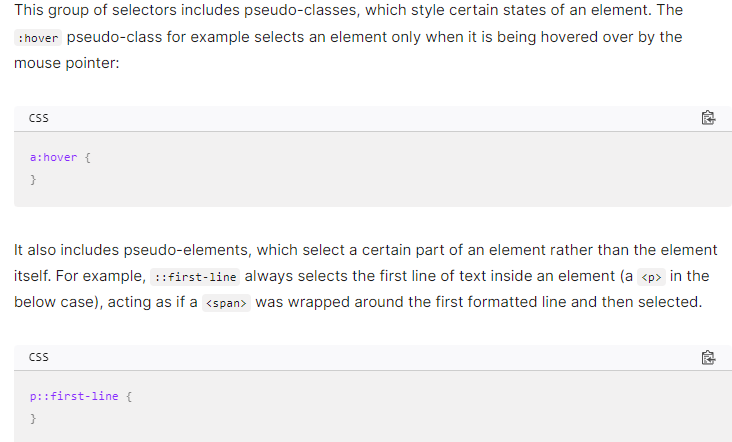 This group of selectors includes pseudo-classes, which style certain states of an element. The
:hover pseudo-class for example selects an element only when it is being hovered over by the
mouse pointer:
CSS
a:hover {
}
It also includes pseudo-elements, which select a certain part of an element rather than the element
itself. For example, ::first-line always selects the first line of text inside an element (a <p> in the
below case), acting as if a <span> was wrapped around the first formatted line and then selected.
CSS
p::first-line {
}